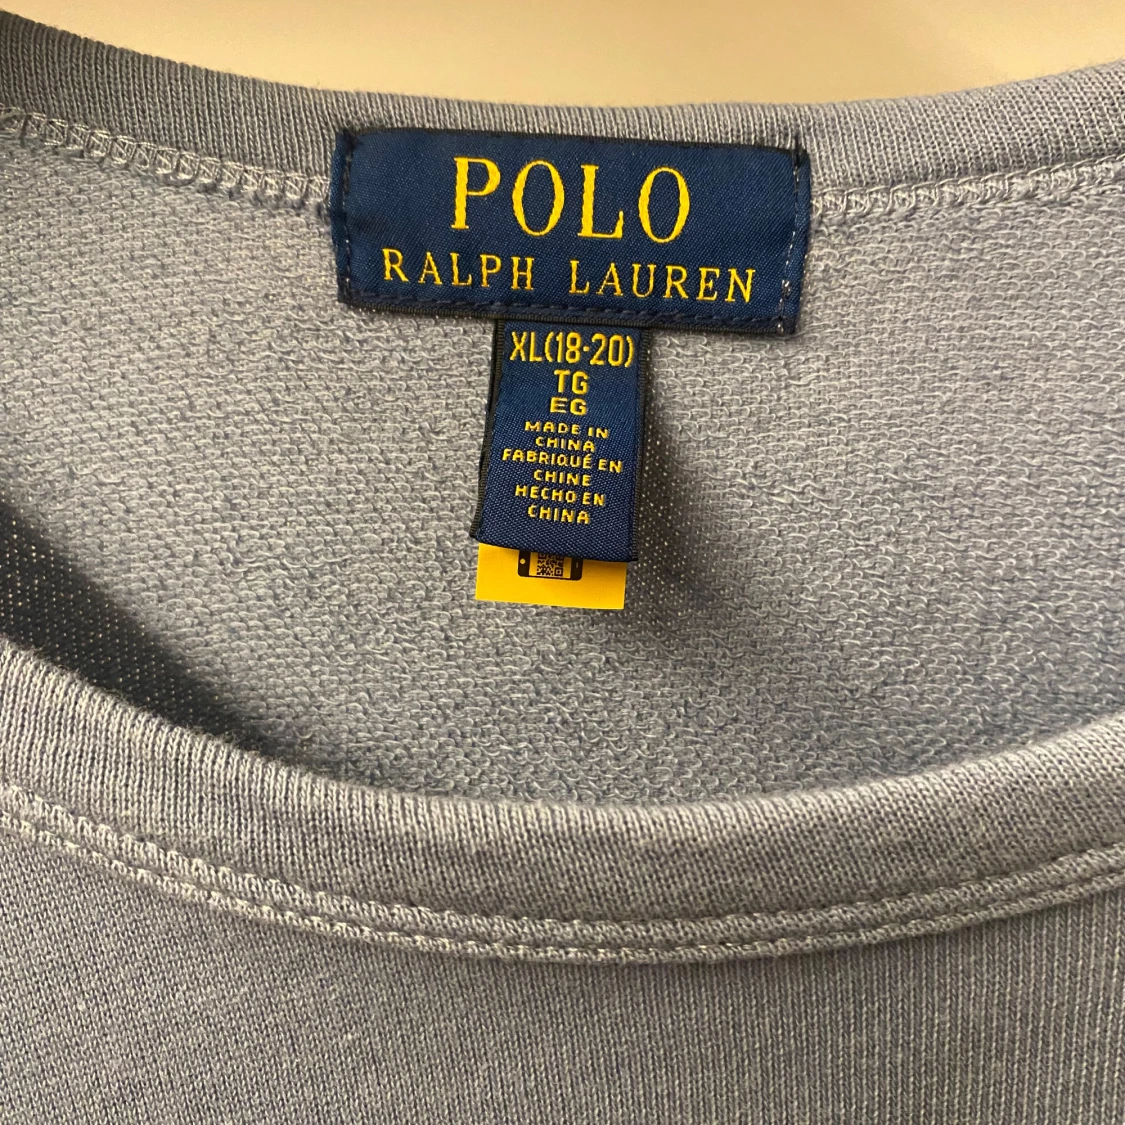 POLO
RALPH LAUREN
XL(18-20)
TG
EG
MADE IN
CHINA
FABRIQUÉ EN
CHINE
HECHO EN
CHINA